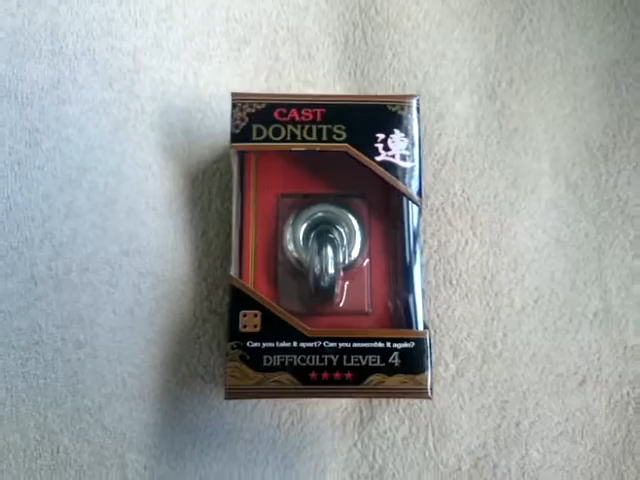 CAST
DONUTS
連
Can you take it apart? Can you assemble it again?
DIFFICULTY LEVEL 4